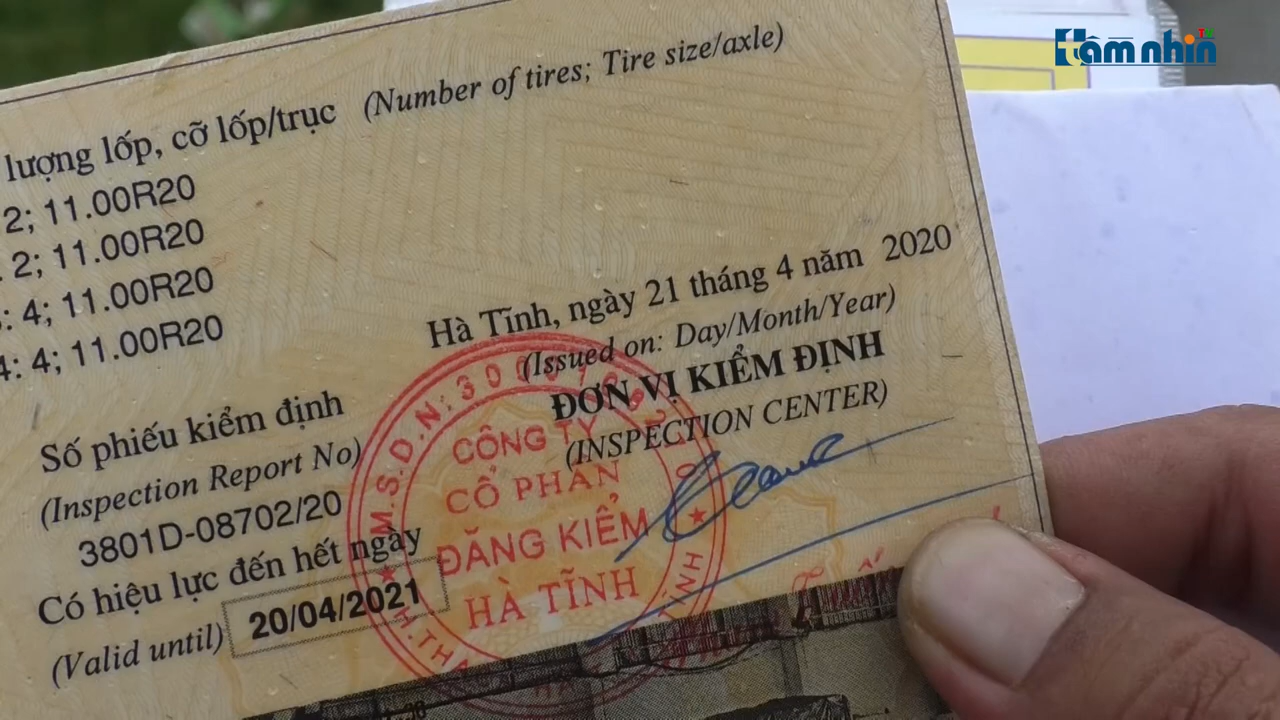 tầm nhìn
lượng lốp, cỡ lốp/trục (Number of tires; Tire size/axle)
2; 11.00R20
2; 11.00R20
: 4; 11.00R20
4: 4; 11.00R20
Hà Tĩnh, ngày 21 tháng 4 năm 2020
(Issued on: Day/Month/Year)
ĐƠN VỊ KIỂM ĐỊNH
(INSPECTION CENTER)
Số phiếu kiểm định
(Inspection Report No)
3801D-08702/20
Có hiệu lực đến hết ngày
(Valid until) 20/04/2021
M.S.D.N:
CÔNG TY
CỔ PHẦN
ĐĂNG KIỂM
HÀ TĨNH